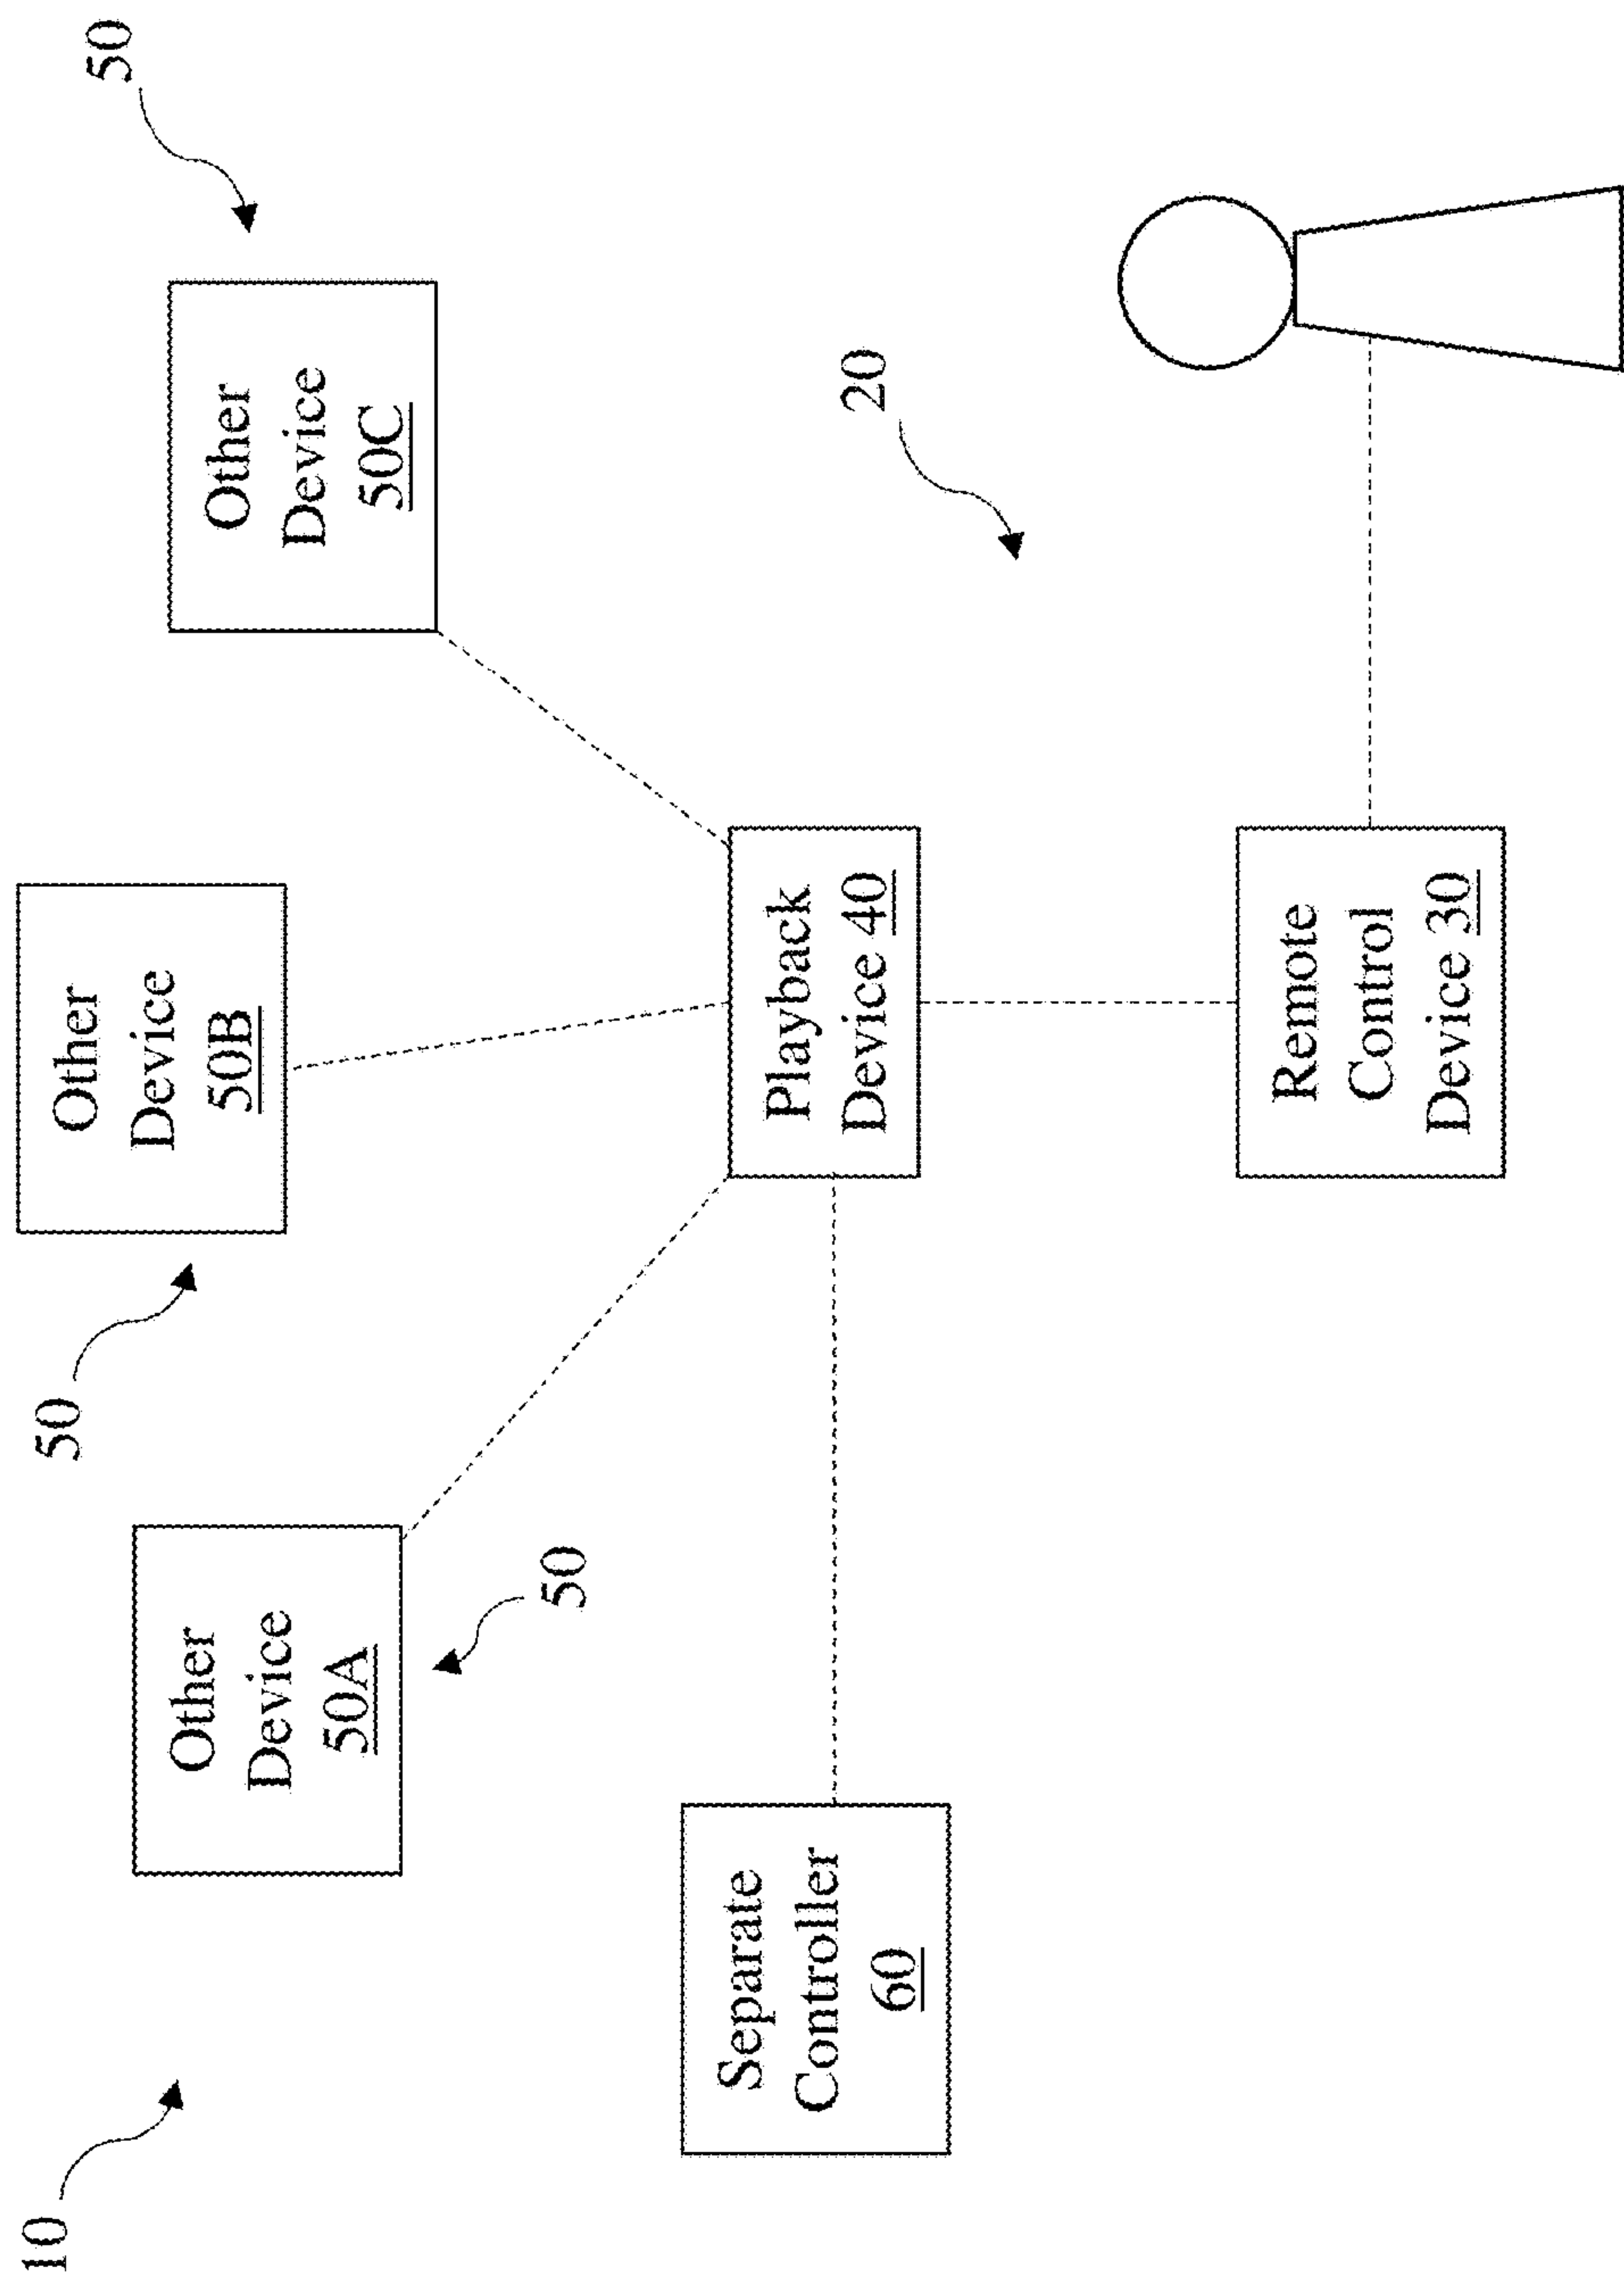 10
50
50
50
20
Other
Device
50A
Other
Device
50B
Other
Device
50C
Separate
Controller
60
Playback
Device 40
Remote
Control
Device 30